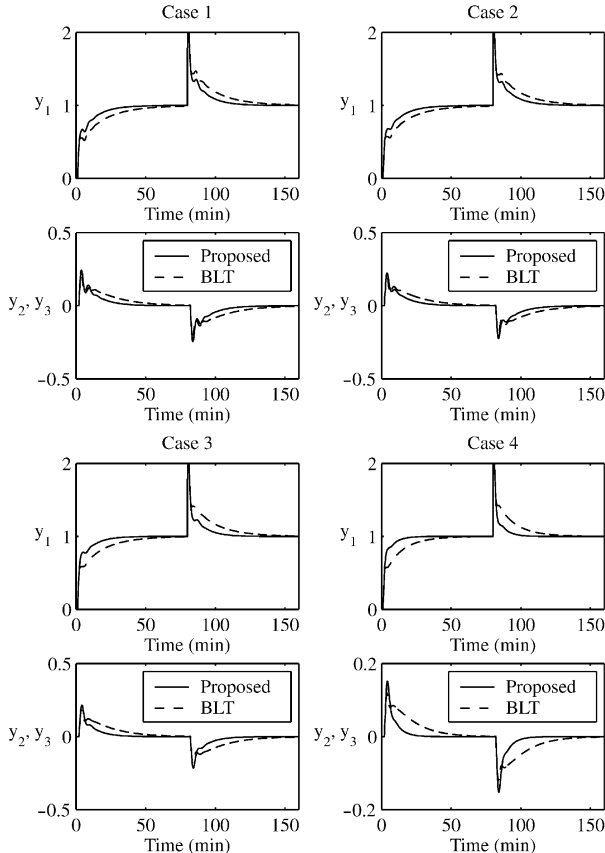 Case 1
Case 2
2
1
0
y1
0 50 100 150
Time (min)
2
1
0
y1
0 50 100 150
Time (min)
0.5
0
−0.5
y2, y3
Proposed
BLT
0 50 100 150
Time (min)
0.5
0
−0.5
y2, y3
Proposed
BLT
0 50 100 150
Time (min)
Case 3
Case 4
2
1
0
y1
0 50 100 150
Time (min)
2
1
0
y1
0 50 100 150
Time (min)
0.5
0
−0.5
y2, y3
Proposed
BLT
0 50 100 150
Time (min)
0.2
0
−0.2
y2, y3
Proposed
BLT
0 50 100 150
Time (min)